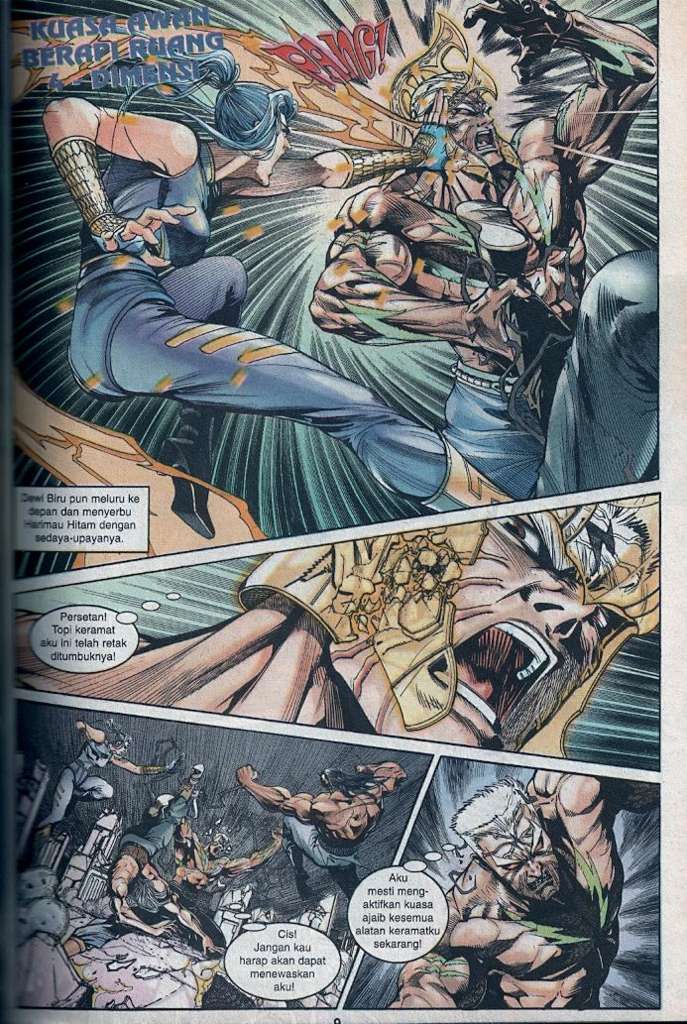 KUASA AWAN
BERAPI RUANG
4 - DIMENSI
PANG!
Dewi Biru pun meluru ke
depan dan menyerbu
Harimau Hitam dengan
sedaya-upayanya.
Persetan!
Topi keramat
aku ini telah retak
ditumbuknya!
Cis!
Jangan kau
harap akan dapat
menewaskan
aku!
Aku
mesti meng-
aktifkan kuasa
ajaib kesemua
alatan keramatku
sekarang!
9